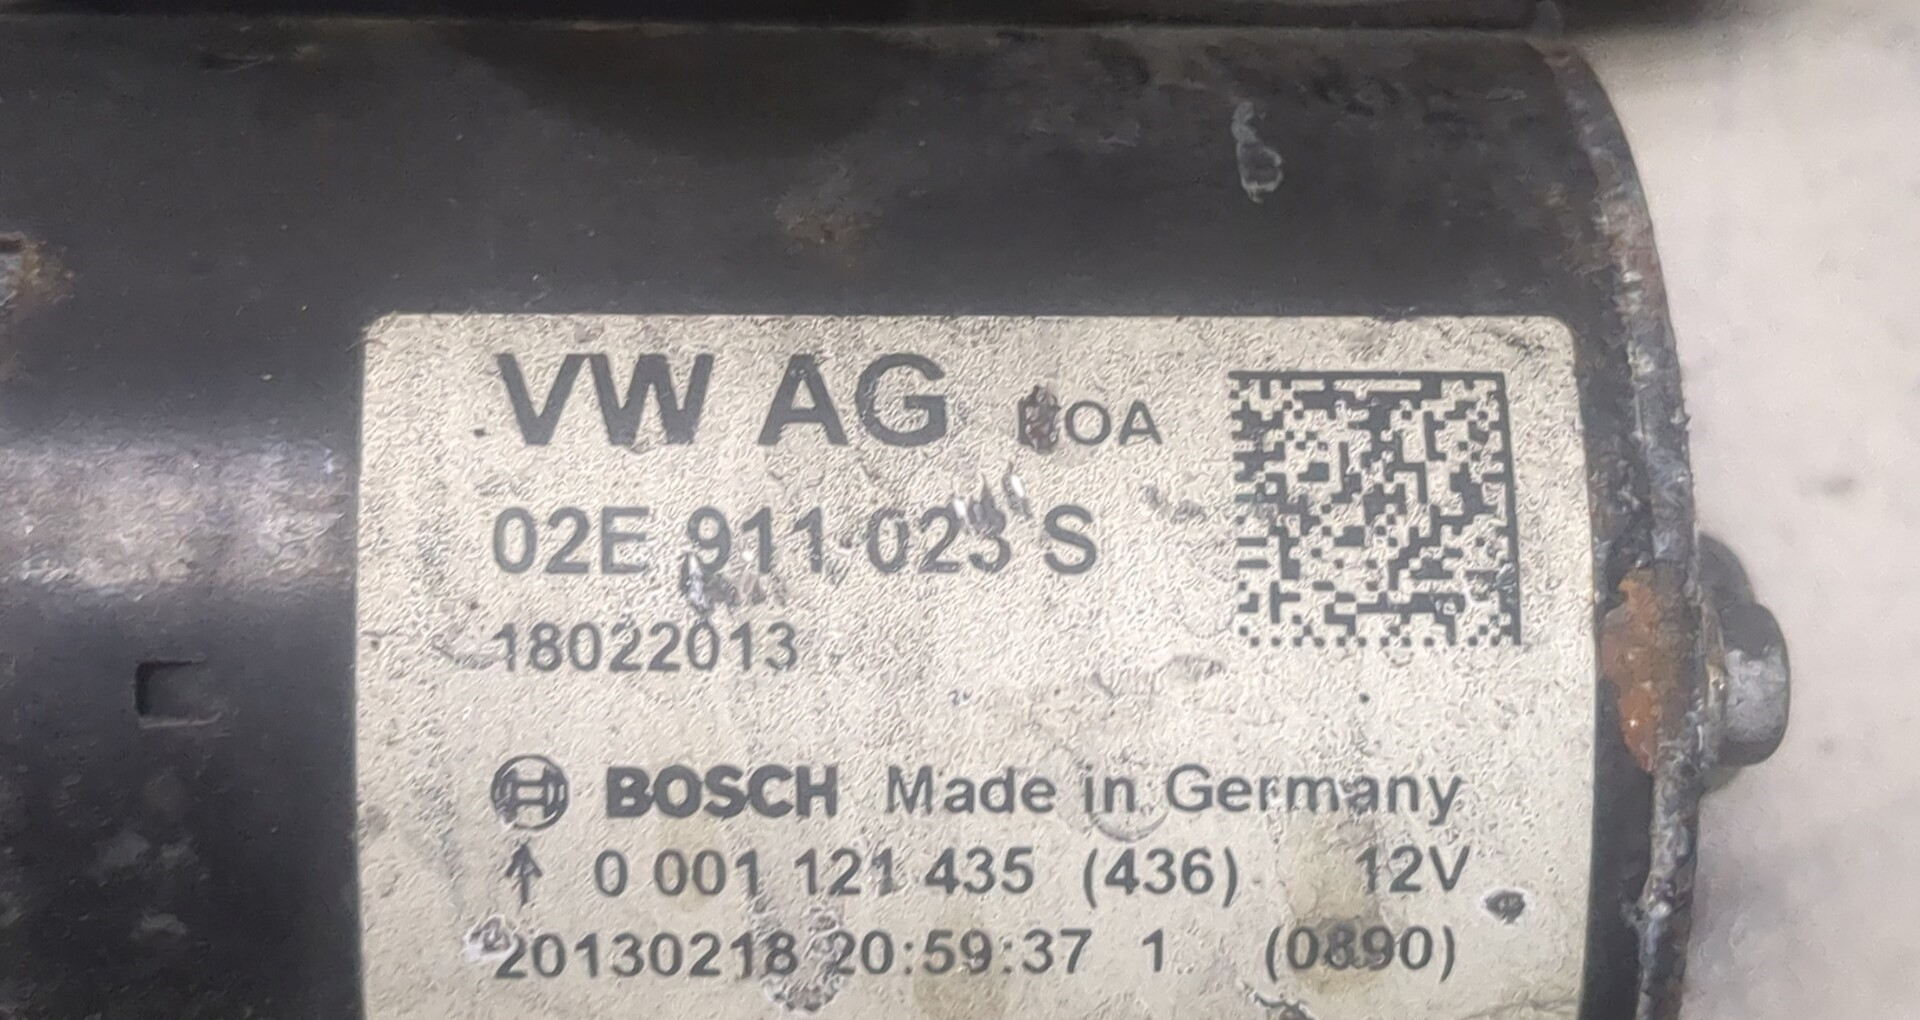 VW AG
02E 911 023 S
18022013
BOSCH Made in Germany
↑ 0 001 121 435 (436) 12V
20130218 20:59:37 1 (0890)